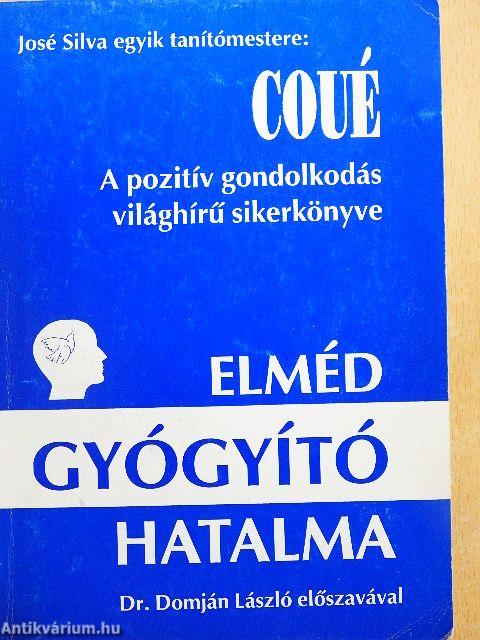 José Silva egyik tanítómestere:
COUÉ
A pozitív gondolkodás
világhírű sikerkönyve
ELMÉD
GYÓGYÍTÓ
HATALMA
Dr. Domján László előszavával
Antikvárium.hu